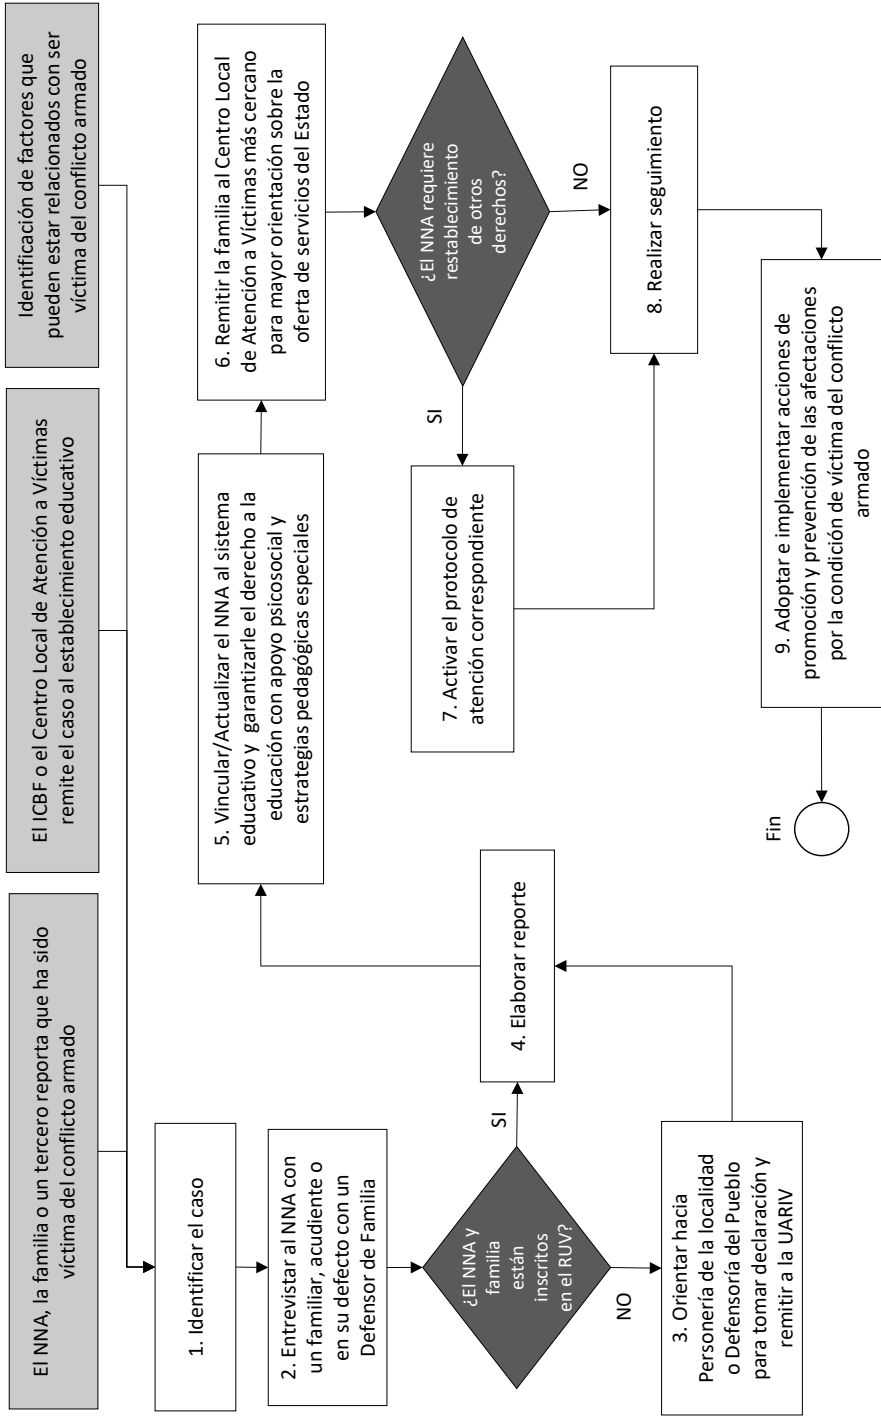 El NNA, la familia o un tercero reporta que ha sido
víctima del conflicto armado
El ICBF o el Centro Local de Atención a Víctimas
remite el caso al establecimiento educativo
Identificación de factores que
pueden estar relacionados con ser
víctima del conflicto armado
1. Identificar el caso
2. Entrevistar al NNA con
un familiar, acudiente o
en su defecto con un
Defensor de Familia
¿El NNA y
familia
están
inscritos
en el RUV?
SI
NO
3. Orientar hacia
Personería de la localidad
o Defensoría del Pueblo
para tomar declaración y
remitir a la UARIV
4. Elaborar reporte
5. Vincular/Actualizar el NNA al sistema
educativo y garantizarle el derecho a la
educación con apoyo psicosocial y
estrategias pedagógicas especiales
6. Remitir la familia al Centro Local
de Atención a Víctimas más cercano
para mayor orientación sobre la
oferta de servicios del Estado
¿El NNA requiere
restablecimiento
de otros
derechos?
SI
NO
7. Activar el protocolo de
atención correspondiente
8. Realizar seguimiento
9. Adoptar e implementar acciones de
promoción y prevención de las afectaciones
por la condición de víctima del conflicto
armado
Fin